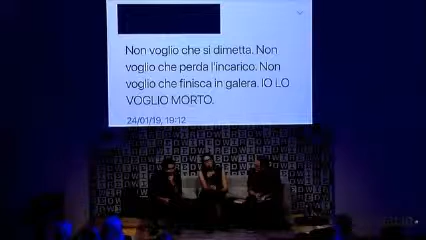 Non voglio che si dimetta. Non
voglio che perda l'incarico. Non
voglio che finisca in galera. IO LO
VOGLIO MORTO.
24/01/19, 19:12
WIRED